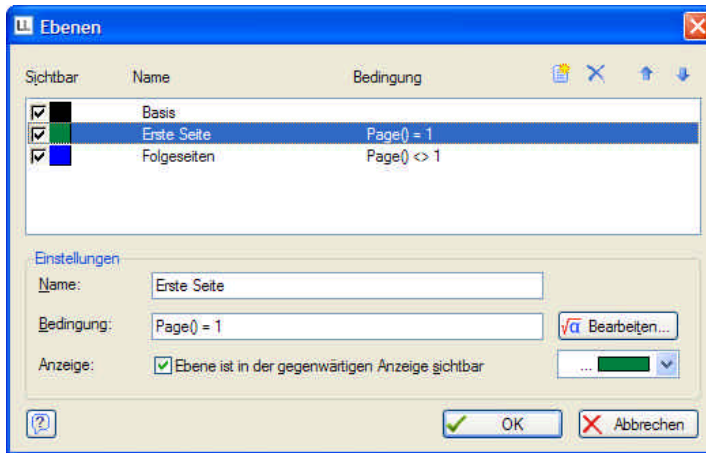 LL Ebenen
Sichtbar Name Bedingung
Basis
Erste Seite Page() = 1
Folgeseiten Page() <> 1
Einstellungen
Name: Erste Seite
Bedingung: Page() = 1 √α Bearbeiten...
Anzeige: Ebene ist in der gegenwärtigen Anzeige sichtbar ...
? OK Abbrechen